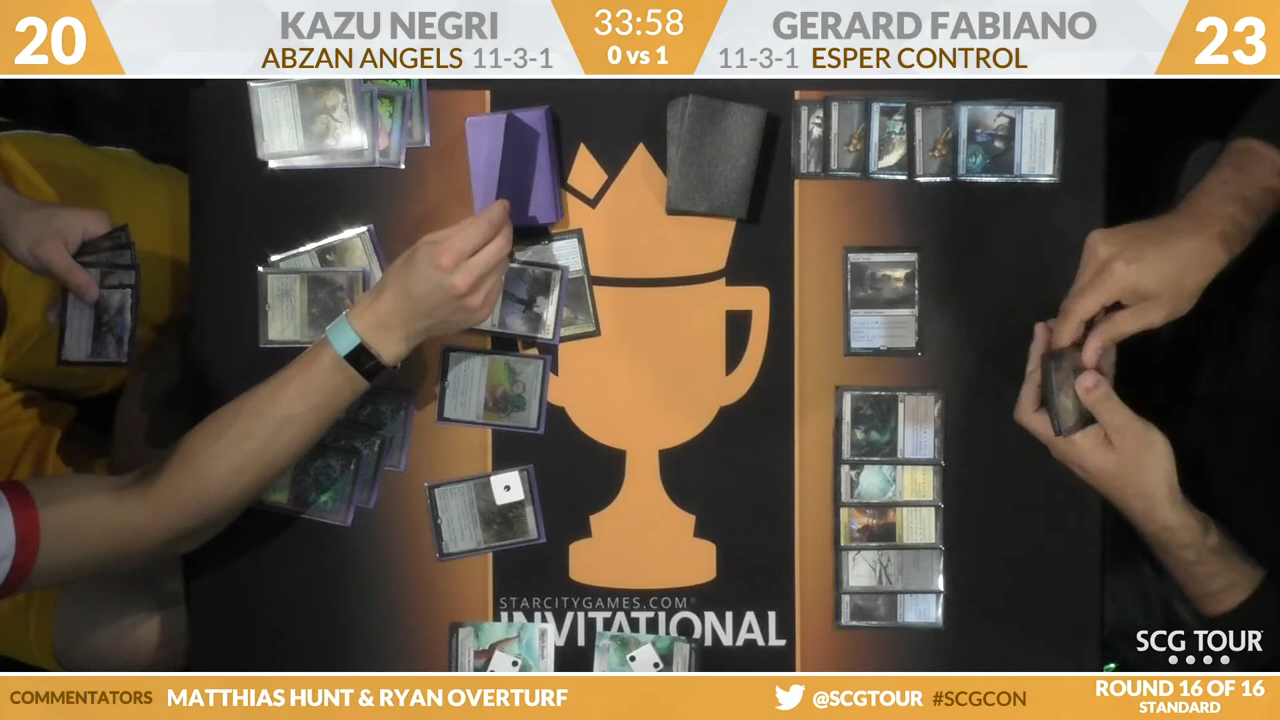 20
KAZU NEGRI
ABZAN ANGELS 11-3-1
33:58
0 vs 1
GERARD FABIANO
11-3-1 ESPER CONTROL
23
STARCITYGAMES.COM®
INVITATIONAL
SCG TOUR
COMMENTATORS MATTHIAS HUNT & RYAN OVERTURF
@SCGTOUR #SCGCON
ROUND 16 OF 16
STANDARD